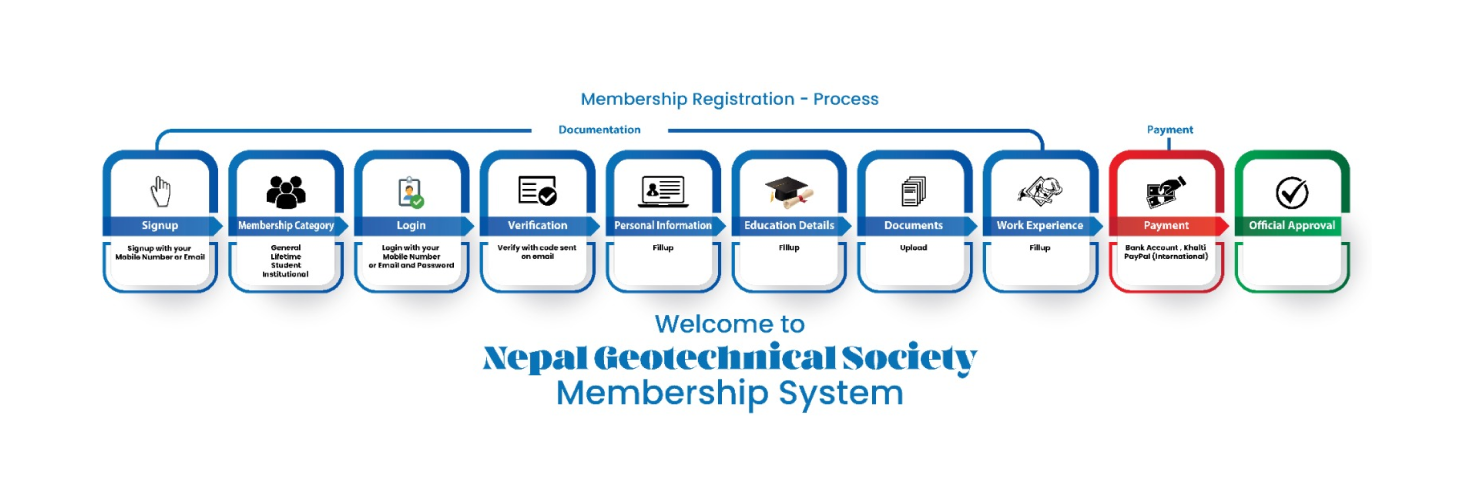 Membership Registration - Process
Documentation
Payment
Signup
Signup with your
Mobile Number or Email
Membership Category
General
Lifetime
Student
Institutional
Login
Login with your
Mobile Number
or Email and Password
Verification
Verify with code sent
on email
Personal Information
Fillup
Education Details
Fillup
Documents
Upload
Work Experience
Fillup
Payment
Bank Account , Khalti
PayPal (International)
Official Approval
Welcome to
Nepal Geotechnical Society
Membership System